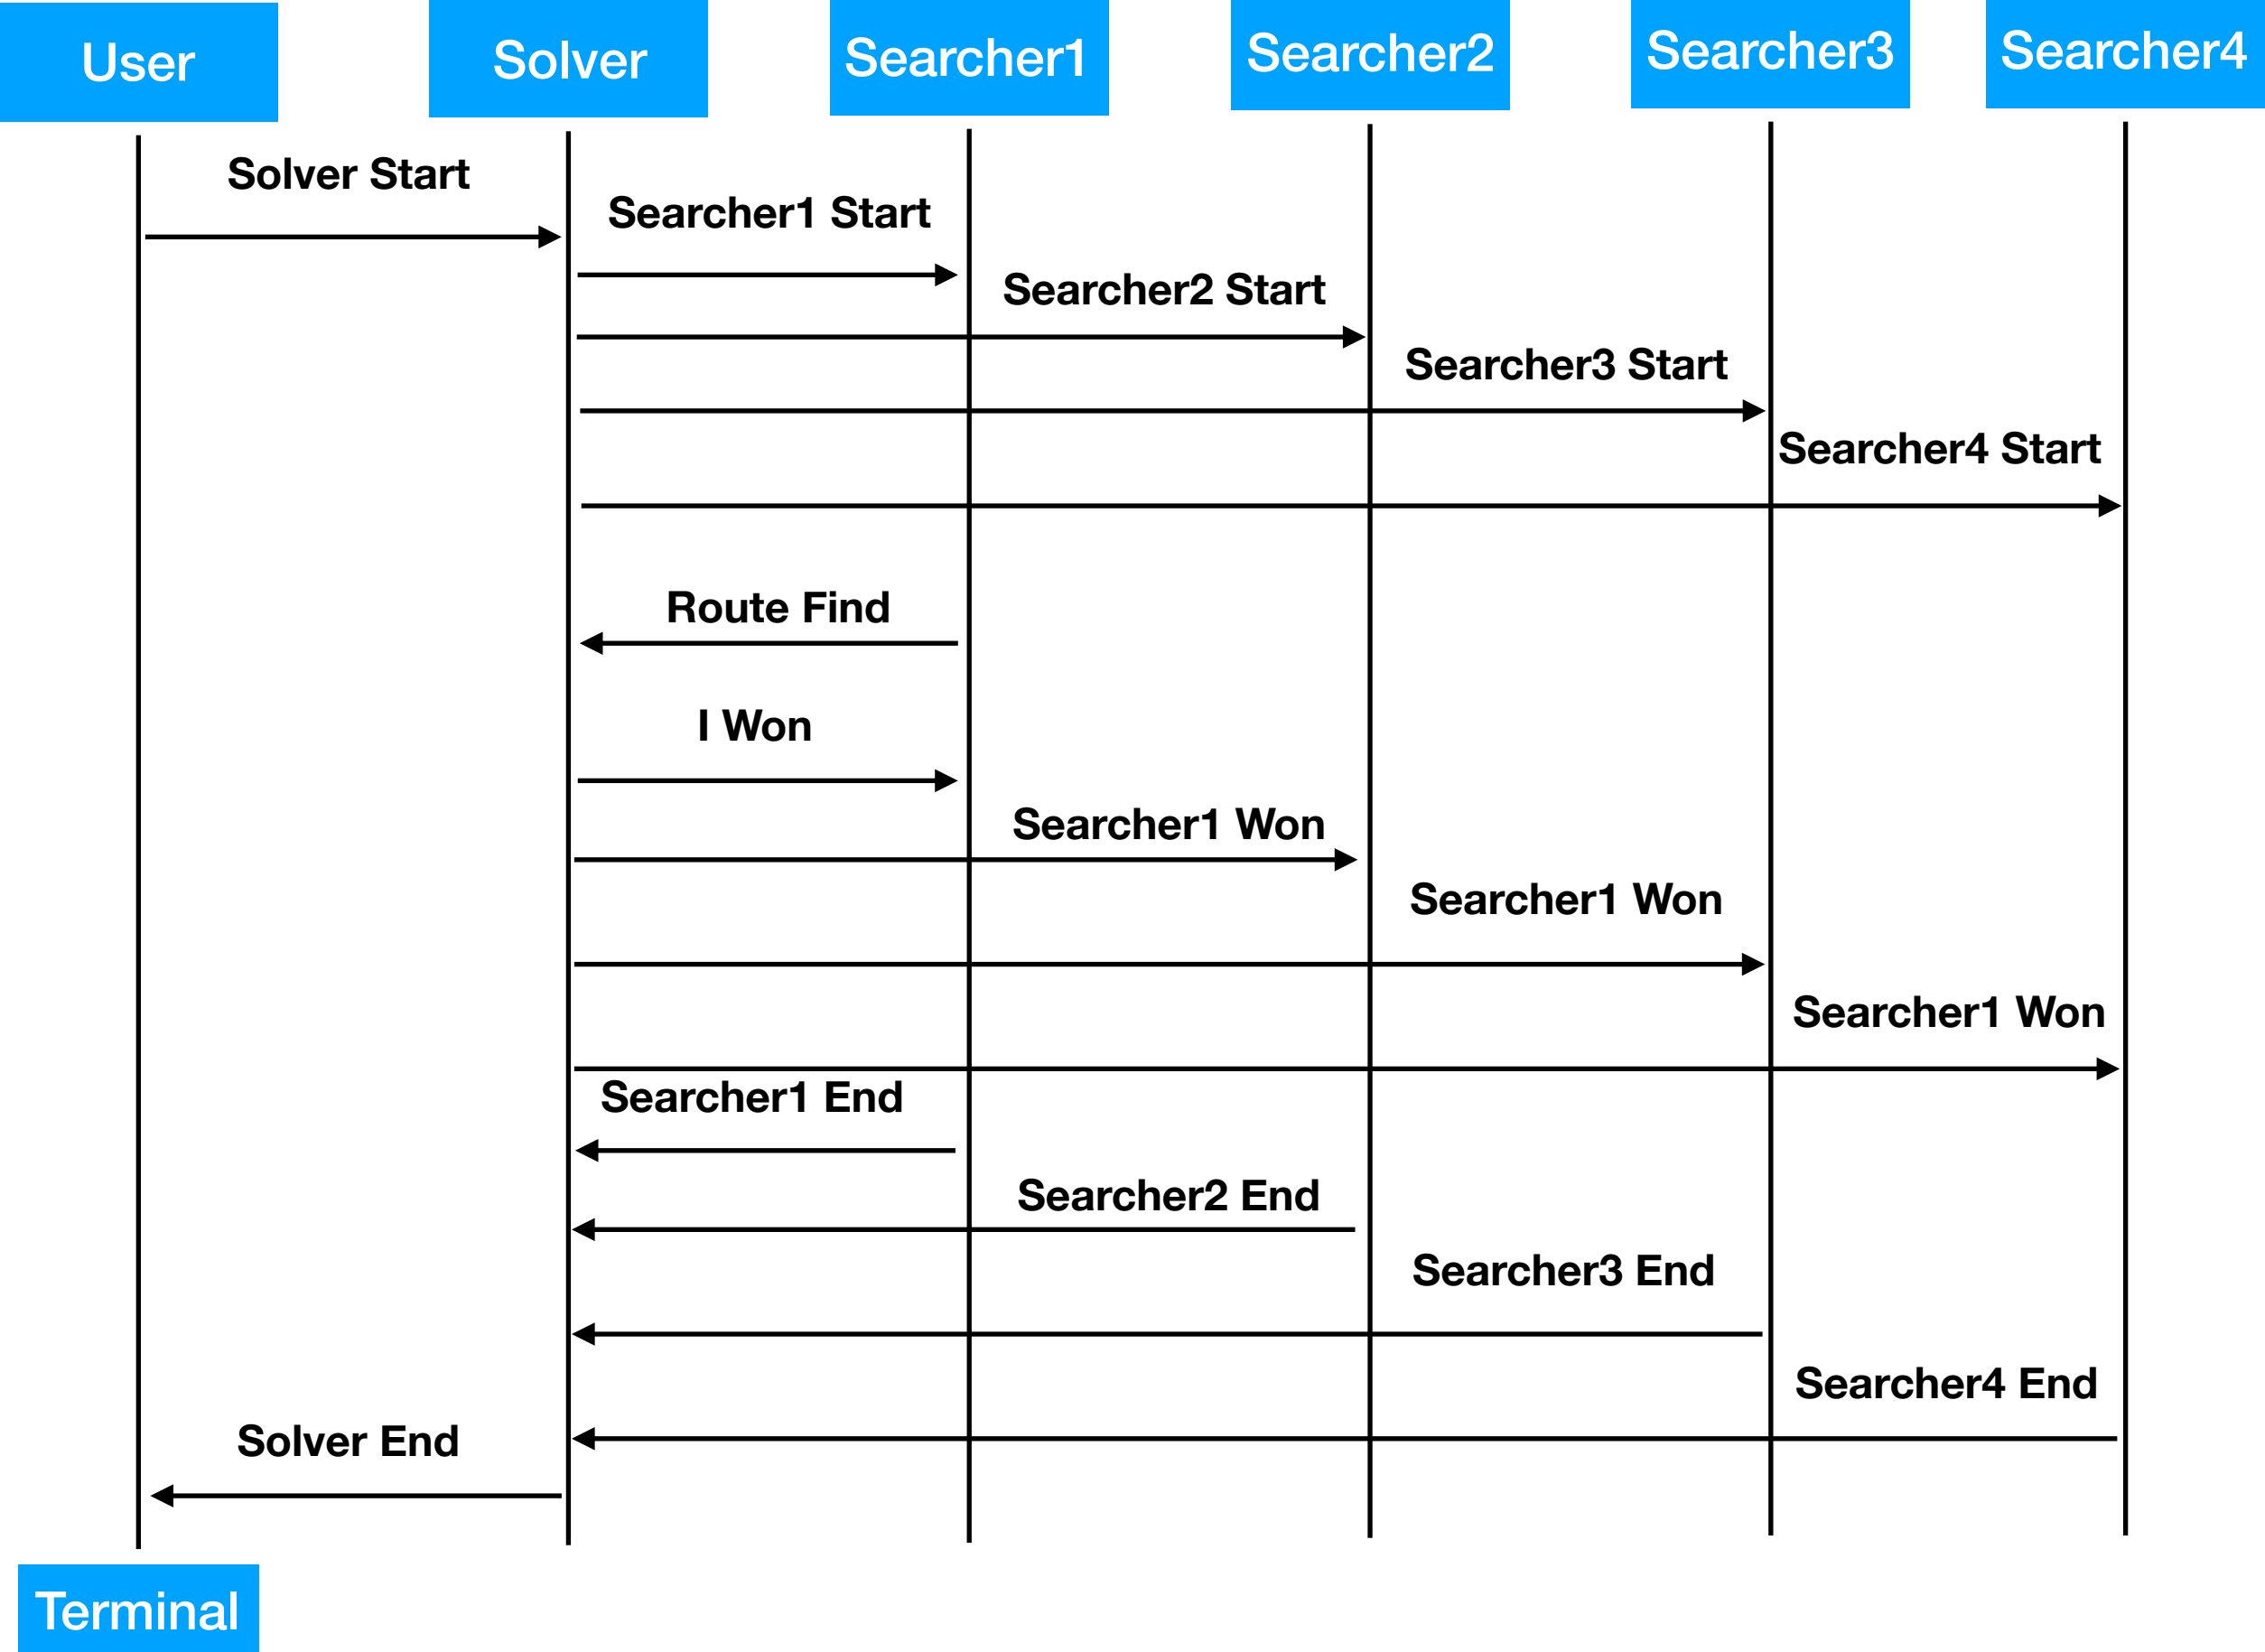 User
Solver
Searcher1
Searcher2
Searcher3
Searcher4
Solver Start
Searcher1 Start
Searcher2 Start
Searcher3 Start
Searcher4 Start
Route Find
I Won
Searcher1 Won
Searcher1 Won
Searcher1 Won
Searcher1 End
Searcher2 End
Searcher3 End
Searcher4 End
Solver End
Terminal